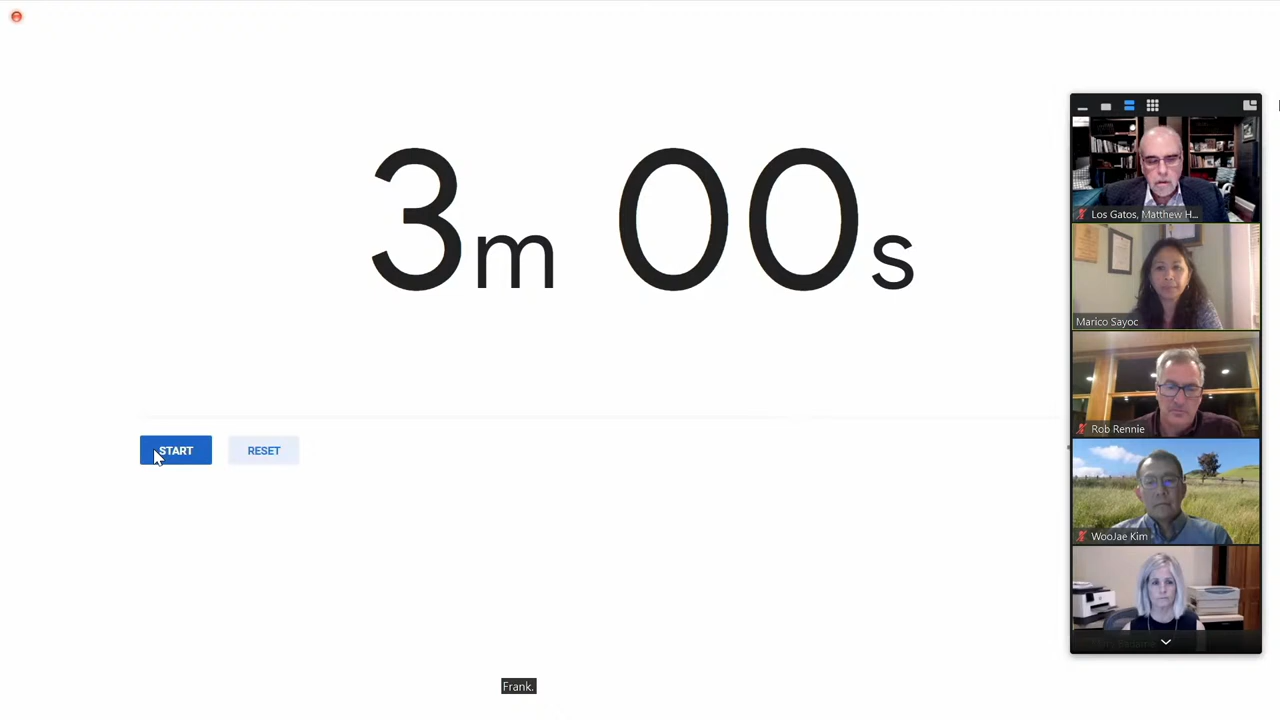 3m 00s
START
RESET
Los Gatos, Matthew H...
Marico Sayoc
Rob Rennie
WooJae Kim
Frank.